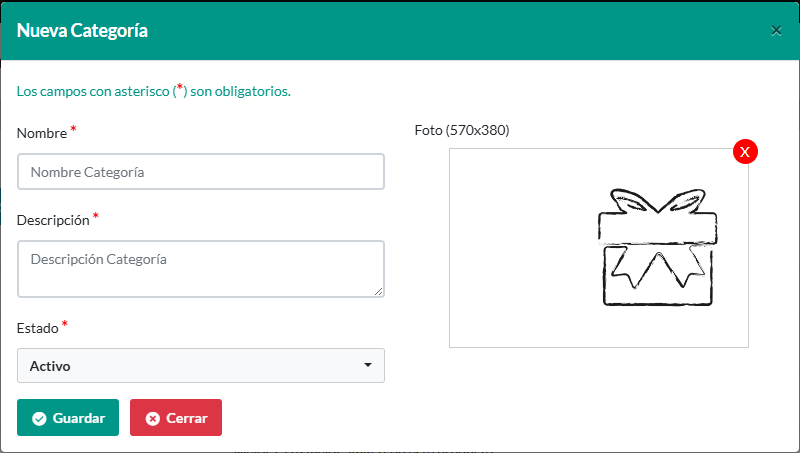 Nueva Categoría
×
Los campos con asterisco (*) son obligatorios.
Nombre *
Nombre Categoría
Descripción *
Descripción Categoría
Estado *
Activo
Guardar
Cerrar
Foto (570x380)
X